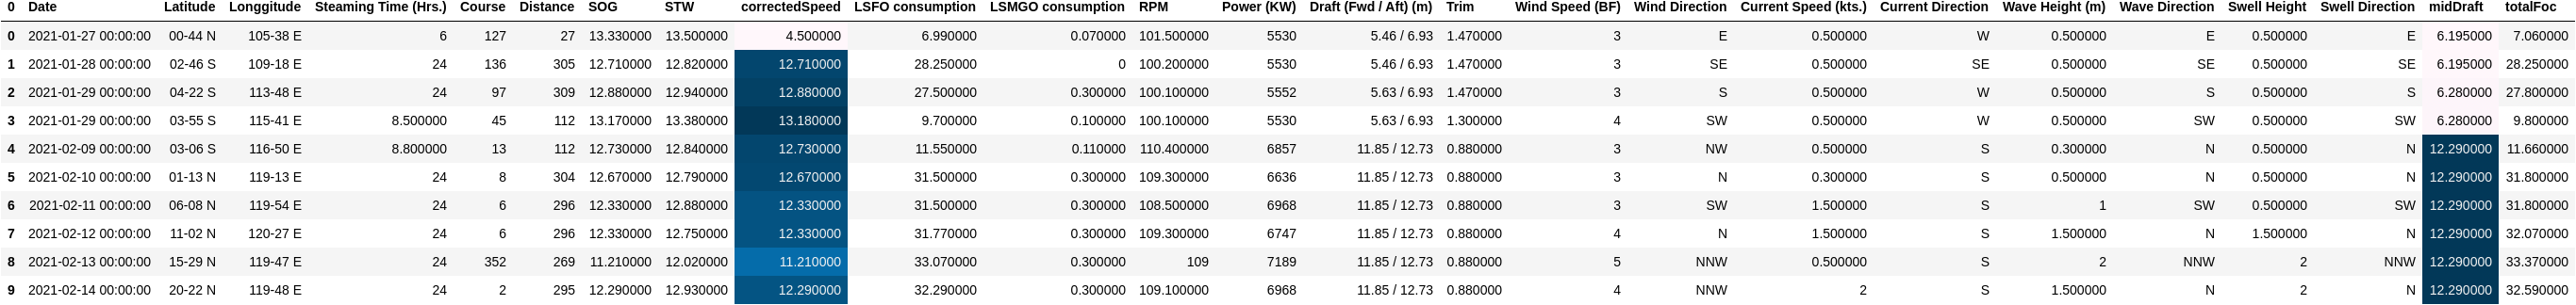 0 Date Latitude Longgitude Steaming Time (Hrs.) Course Distance SOG STW correctedSpeed LSFO consumption LSMGO consumption RPM Power (KW) Draft (Fwd / Aft) (m) Trim Wind Speed (BF) Wind Direction Current Speed (kts.) Current Direction Wave Height (m) Wave Direction Swell Height Swell Direction midDraft totalFoc
0 2021-01-27 00:00:00 00-44 N 105-38 E 6 127 27 13.330000 13.500000 4.500000 6.990000 0.070000 101.500000 5530 5.46 / 6.93 1.470000 3 E 0.500000 W 0.500000 E 0.500000 E 6.195000 7.060000
1 2021-01-28 00:00:00 02-46 S 109-18 E 24 136 305 12.710000 12.820000 12.710000 28.250000 0 100.200000 5530 5.46 / 6.93 1.470000 3 SE 0.500000 SE 0.500000 SE 0.500000 SE 6.195000 28.250000
2 2021-01-29 00:00:00 04-22 S 113-48 E 24 97 309 12.880000 12.940000 12.880000 27.500000 0.300000 100.100000 5552 5.63 / 6.93 1.470000 3 S 0.500000 W 0.500000 S 0.500000 S 6.280000 27.800000
3 2021-01-29 00:00:00 03-55 S 115-41 E 8.500000 45 112 13.170000 13.380000 13.180000 9.700000 0.100000 100.100000 5530 5.63 / 6.93 1.300000 4 SW 0.500000 W 0.500000 SW 0.500000 SW 6.280000 9.800000
4 2021-02-09 00:00:00 03-06 S 116-50 E 8.800000 13 112 12.730000 12.840000 12.730000 11.550000 0.110000 110.400000 6857 11.85 / 12.73 0.880000 3 NW 0.500000 S 0.300000 N 0.500000 N 12.290000 11.660000
5 2021-02-10 00:00:00 01-13 N 119-13 E 24 8 304 12.670000 12.790000 12.670000 31.500000 0.300000 109.300000 6636 11.85 / 12.73 0.880000 3 N 0.300000 S 0.500000 N 0.500000 N 12.290000 31.800000
6 2021-02-11 00:00:00 06-08 N 119-54 E 24 6 296 12.330000 12.880000 12.330000 31.500000 0.300000 108.500000 6968 11.85 / 12.73 0.880000 3 SW 1.500000 S 1 SW 0.500000 SW 12.290000 31.800000
7 2021-02-12 00:00:00 11-02 N 120-27 E 24 6 296 12.330000 12.750000 12.330000 31.770000 0.300000 109.300000 6747 11.85 / 12.73 0.880000 4 N 1.500000 S 1.500000 N 1.500000 N 12.290000 32.070000
8 2021-02-13 00:00:00 15-29 N 119-47 E 24 352 269 11.210000 12.020000 11.210000 33.070000 0.300000 109 7189 11.85 / 12.73 0.880000 5 NNW 0.500000 S 2 NNW 2 NNW 12.290000 33.370000
9 2021-02-14 00:00:00 20-22 N 119-48 E 24 2 295 12.290000 12.930000 12.290000 32.290000 0.300000 109.100000 6968 11.85 / 12.73 0.880000 4 NNW 2 S 1.500000 N 2 N 12.290000 32.590000